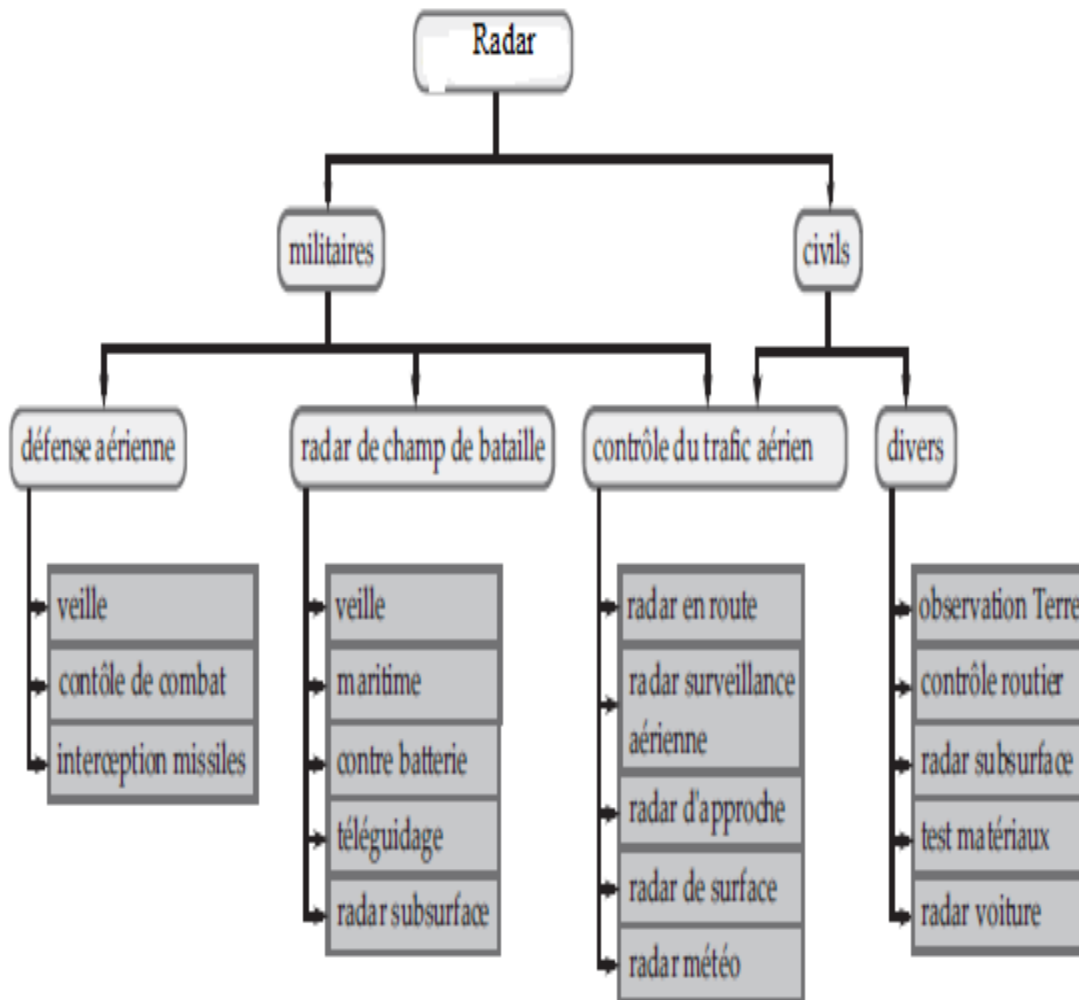 Radar
militaires
civils
défense aérienne
radar de champ de bataille
contrôle du trafic aérien
divers
veille
contôle de combat
interception missiles
veille
maritime
contre batterie
téléguidage
radar subsurface
radar en route
radar surveillance
aérienne
radar d'approche
radar de surface
radar météo
observation Terre
contrôle routier
radar subsurface
test matériaux
radar voiture